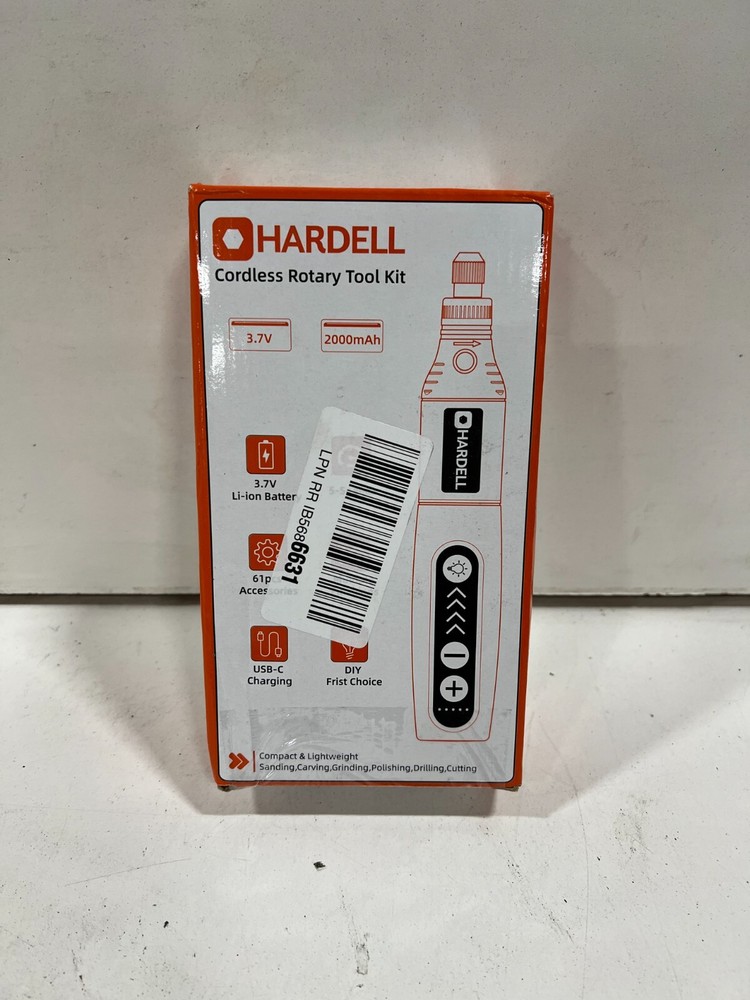 HARDELL
Cordless Rotary Tool Kit
3.7V
2000mAh
HARDELL
3.7V
Li-ion Batter
LPN RR IB5686631
61pc
Accessories
USB-C
Charging
DIY
Frist Choice
Compact & Lightweight
Sanding,Carving,Grinding,Polishing,Drilling,Cutting